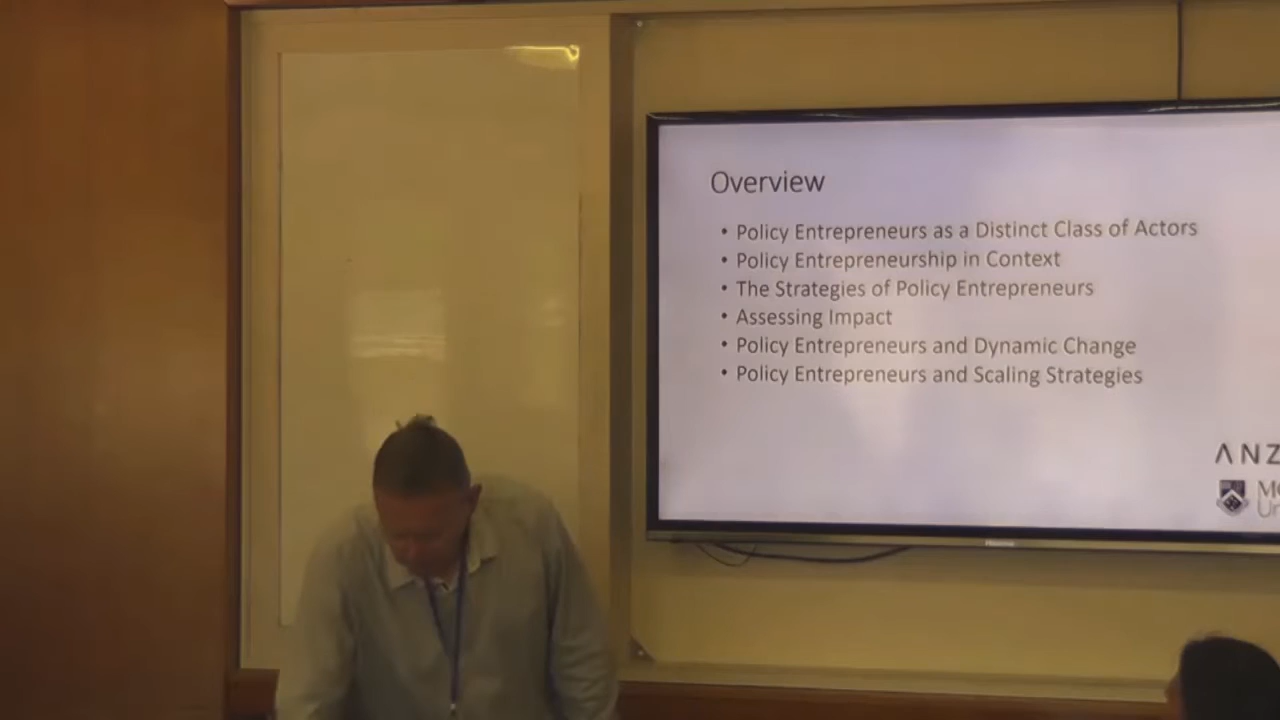 Overview
• Policy Entrepreneurs as a Distinct Class of Actors
• Policy Entrepreneurship in Context
• The Strategies of Policy Entrepreneurs
• Assessing Impact
• Policy Entrepreneurs and Dynamic Change
• Policy Entrepreneurs and Scaling Strategies
ANZ